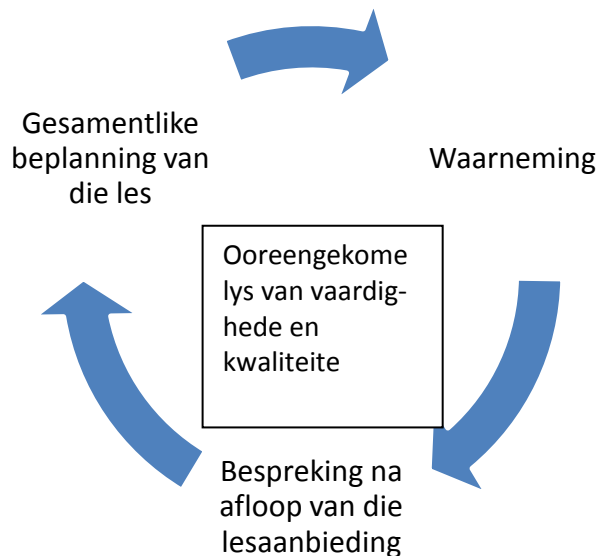 Gesamentlike
beplanning van
die les
Waarneming
Ooreengekome
lys van vaardig-
hede en
kwaliteite
Bespreking na
afloop van die
lesaanbieding